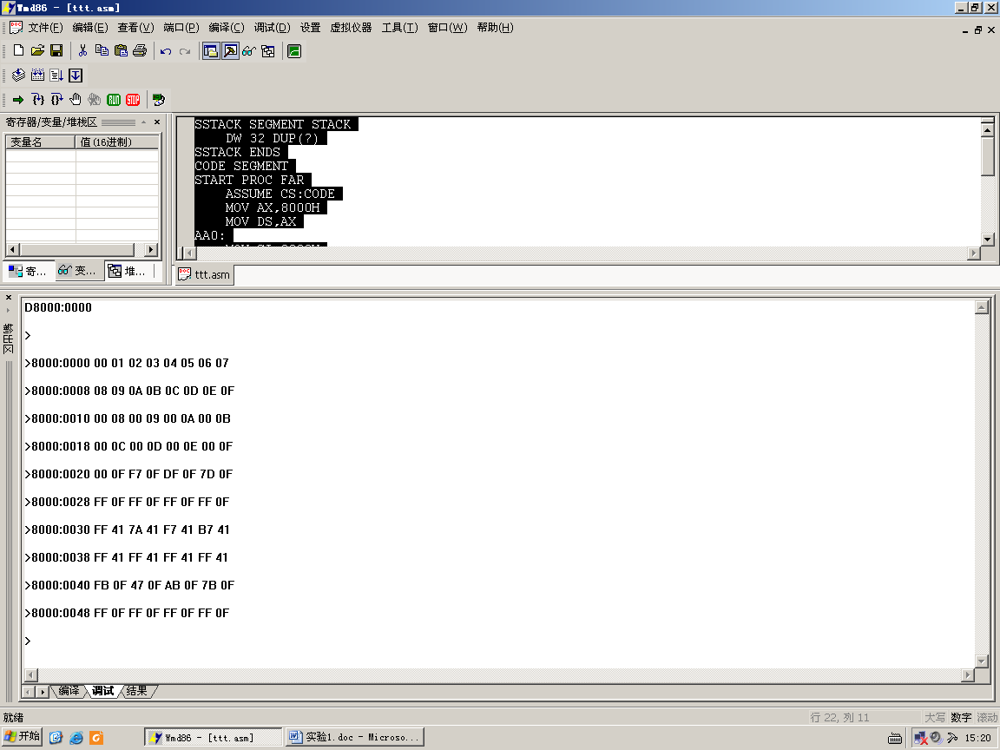 Wmd86 - [ttt.asm]
文件(F) 编辑(E) 查看(V) 端口(P) 编译(C) 调试(D) 设置 虚拟仪器 工具(T) 窗口(W) 帮助(H)
RUN STOP
寄存器/变量/堆栈区
变量名 值(16进制)
寄... 变... 堆...
SSTACK SEGMENT STACK
DW 32 DUP(?)
SSTACK ENDS
CODE SEGMENT
START PROC FAR
ASSUME CS:CODE
MOV AX,8000H
MOV DS,AX
AA0:
ttt.asm
D8000:0000
>
>8000:0000 00 01 02 03 04 05 06 07
>8000:0008 08 09 0A 0B 0C 0D 0E 0F
>8000:0010 00 08 00 09 00 0A 00 0B
>8000:0018 00 0C 00 0D 00 0E 00 0F
>8000:0020 00 0F F7 0F DF 0F 7D 0F
>8000:0028 FF 0F FF 0F FF 0F FF 0F
>8000:0030 FF 41 7A 41 F7 41 B7 41
>8000:0038 FF 41 FF 41 FF 41 FF 41
>8000:0040 FB 0F 47 0F AB 0F 7B 0F
>8000:0048 FF 0F FF 0F FF 0F FF 0F
>
编译 调试 结果
就绪
行 22, 列 11 大写 数字 滚动
开始 Wmd86 - [ttt.asm] 实验1.doc - Microso... 15:20